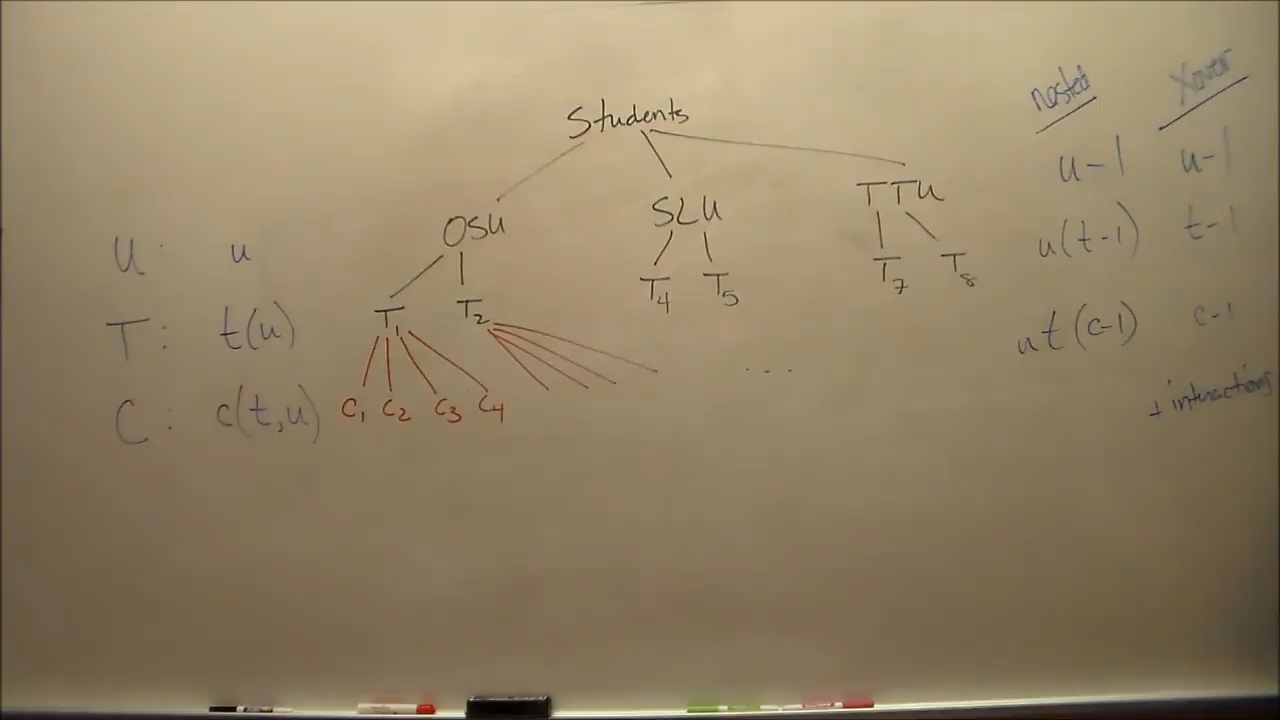 Students
OSU SLU TTU
T1 T2 T4 T5 T7 T8
C1 C2 C3 C4
. . . .
U: u
T: t(u)
C: c(t,u)
nested Xover
u-1 u-1
u(t-1) t-1
ut(c-1) c-1
+ interactions